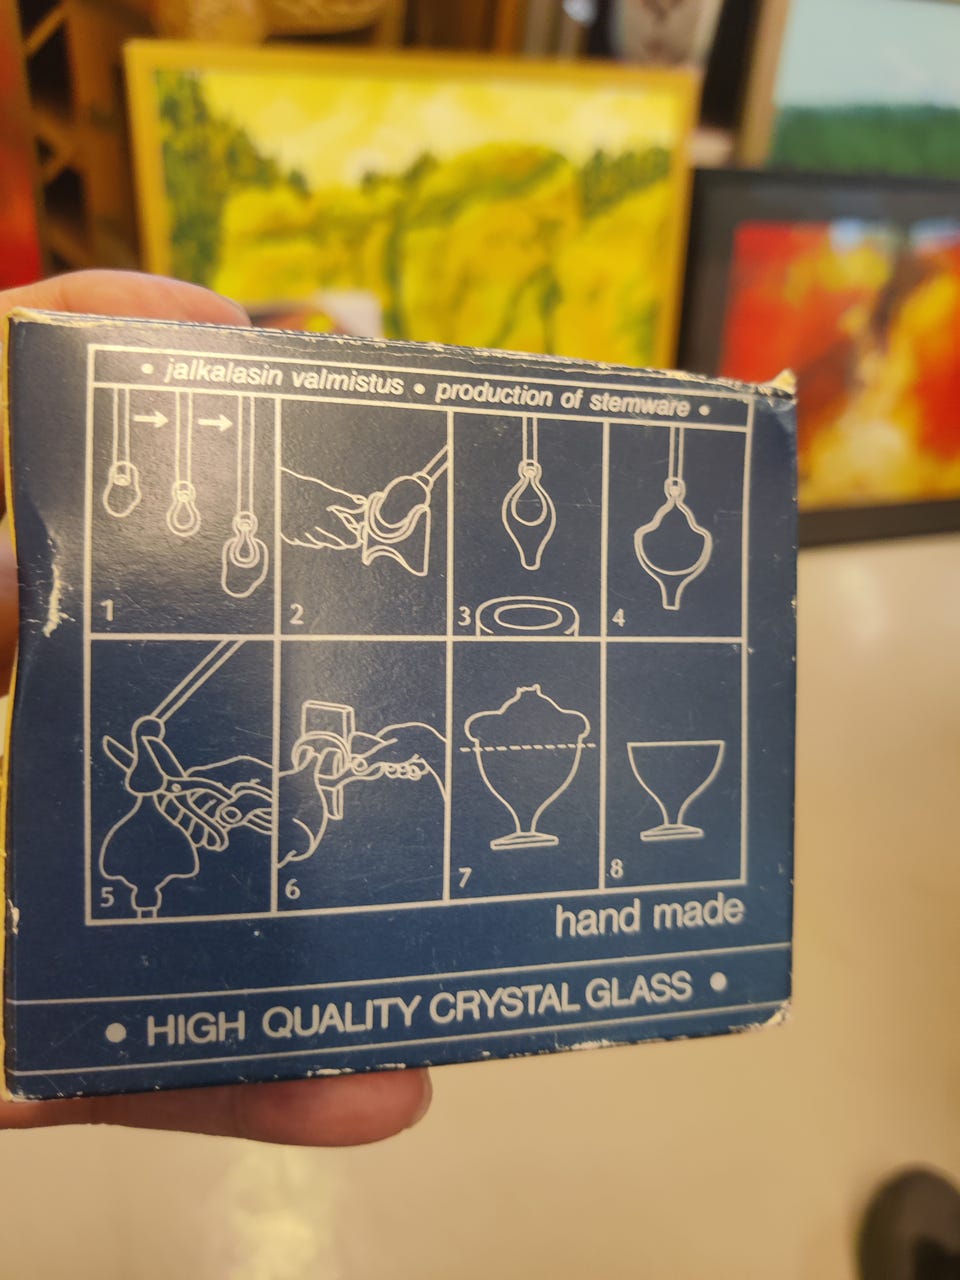 • jalkalasin valmistus • production of stemware •
1
2
3
4
5
6
7
8
hand made
• HIGH QUALITY CRYSTAL GLASS •